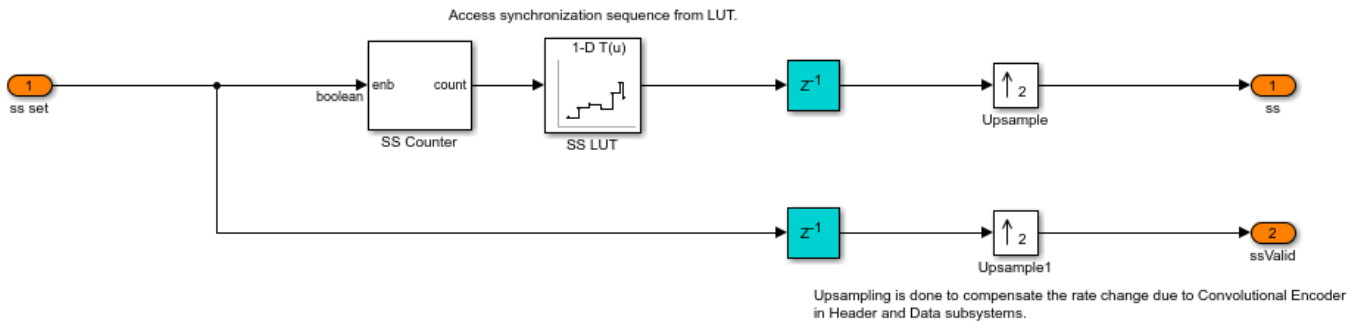 Access synchronization sequence from LUT.
1
ss set
boolean
enb
count
SS Counter
1-D T(u)
SS LUT
Z-1
2
Upsample
1
ss
Z-1
2
Upsample1
2
ssValid
Upsampling is done to compensate the rate change due to Convolutional Encoder
in Header and Data subsystems.